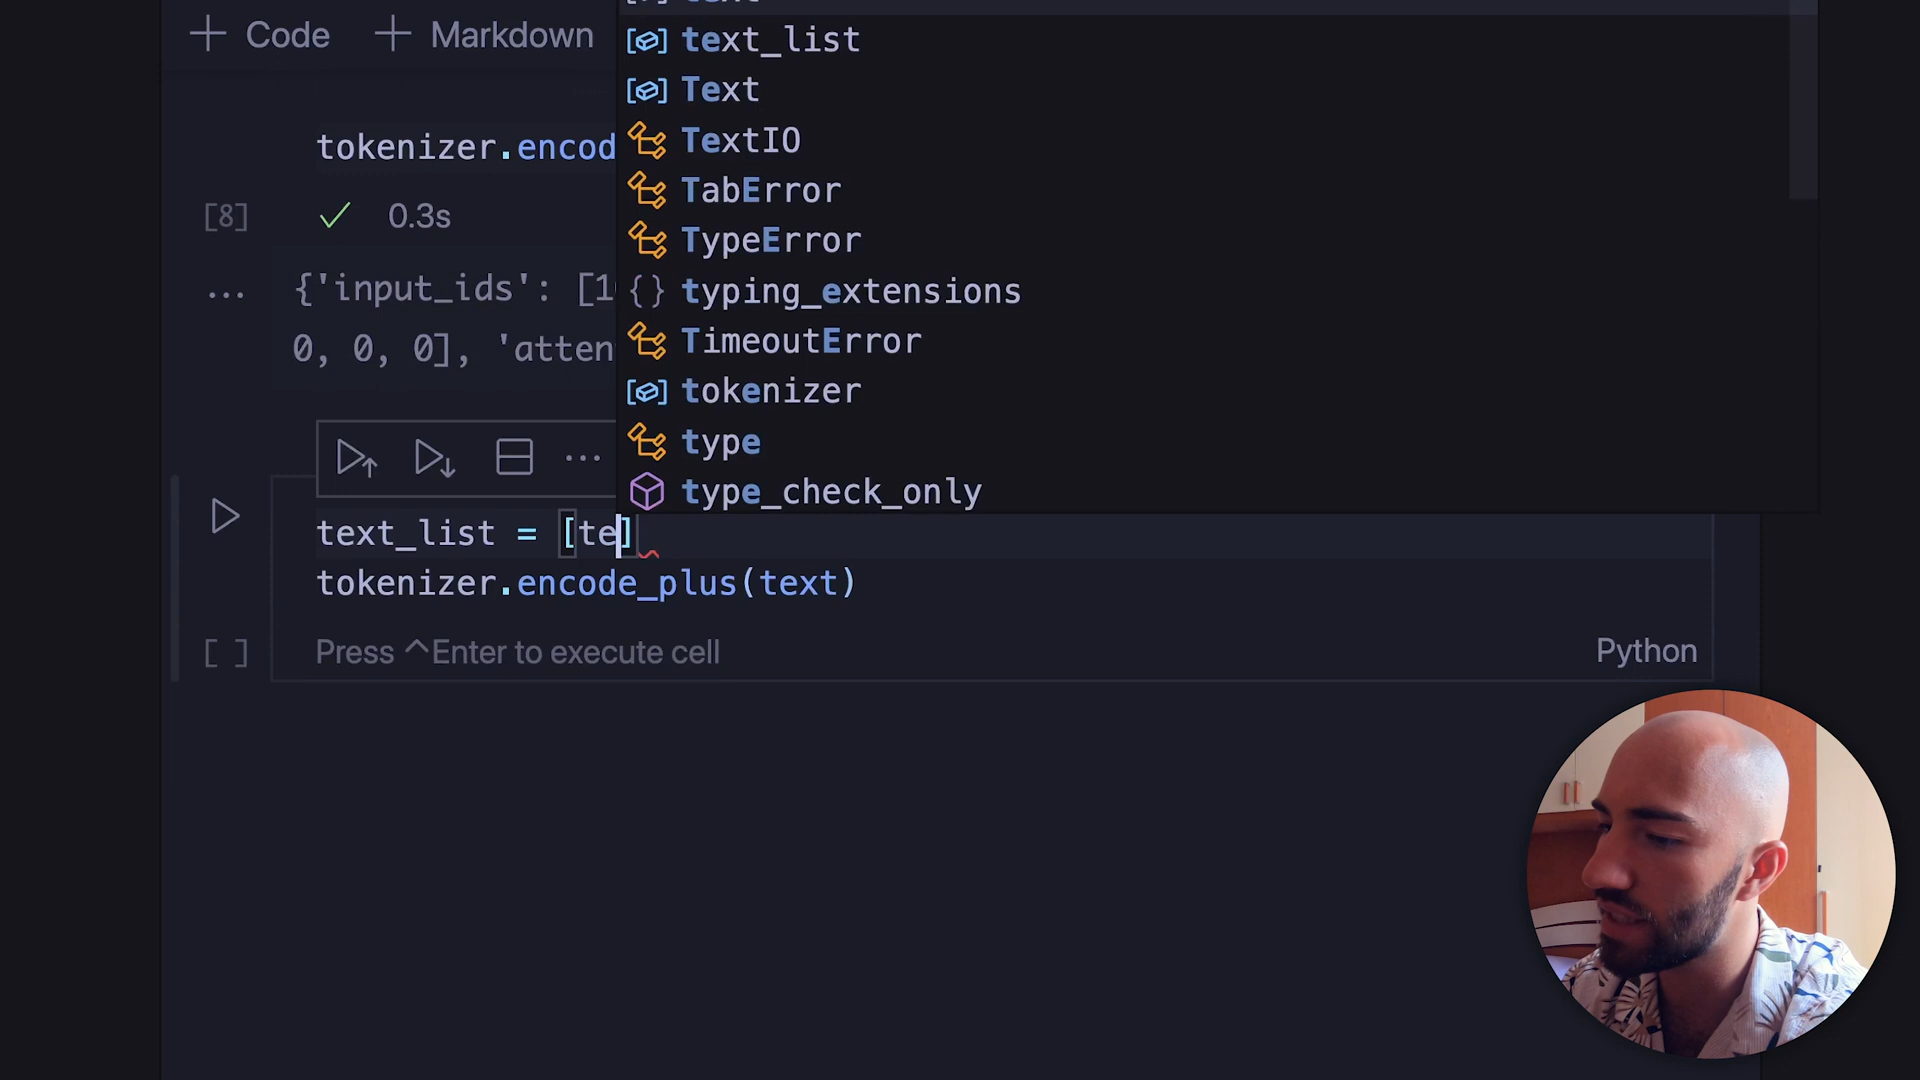 Code
Markdown
text_list
Text
TextIO
tokenizer.encod
TabError
[8]
0.3s
TypeError
{'input_ids': [1
typing_extensions
0, 0, 0], 'atten
TimeoutError
tokenizer
type
...
type_check_only
text_list = [te]
tokenizer.encode_plus(text)
[ ]
Press ^Enter to execute cell
Python